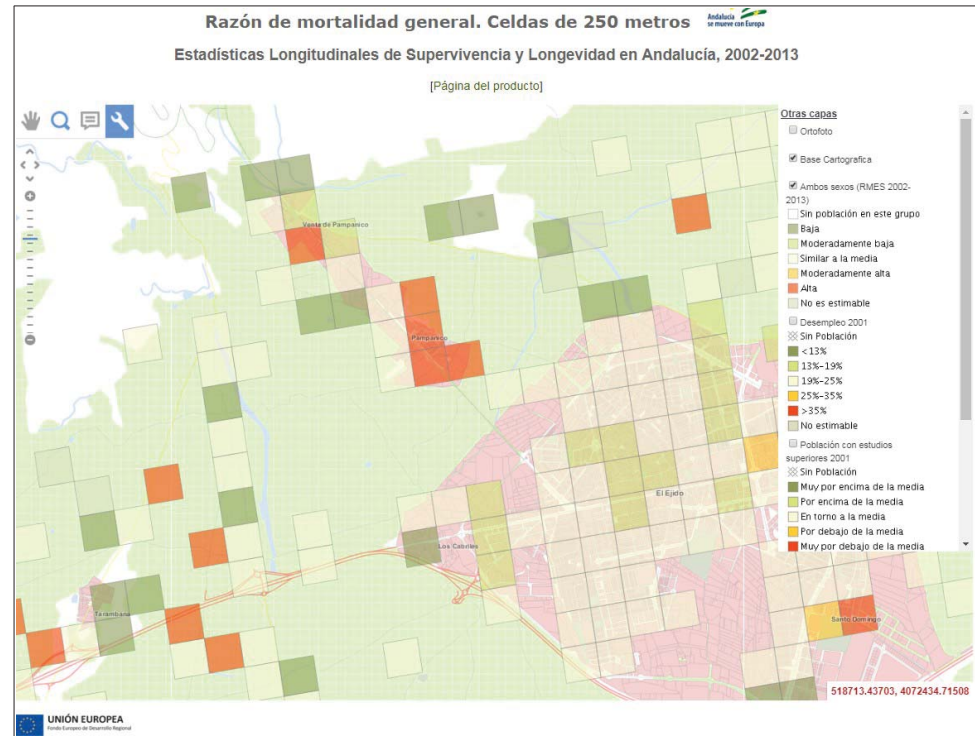 Razón de mortalidad general. Celdas de 250 metros
Andalucía
se mueve con Europa
Estadísticas Longitudinales de Supervivencia y Longevidad en Andalucía, 2002-2013
[Página del producto]
Otras capas
Ortofoto
Base Cartografica
Ambos sexos (RMES 2002-
2013)
Sin población en este grupo
Baja
Moderadamente baja
Similar a la media
Moderadamente alta
Alta
No es estimable
Desempleo 2001
Sin Población
<13%
13%-19%
19%-25%
25%-35%
>35%
No estimable
Población con estudios
superiores 2001
Sin Población
Muy por encima de la media
Por encima de la media
En torno a la media
Por debajo de la media
Muy por debajo de la media
Venta de Pampanico
Pampanico
El Ejido
Los Cabriles
Tarambana
Santo Domingo
518713.43703, 4072434.71508
UNIÓN EUROPEA
Fondo Europeo de Desarrollo Regional